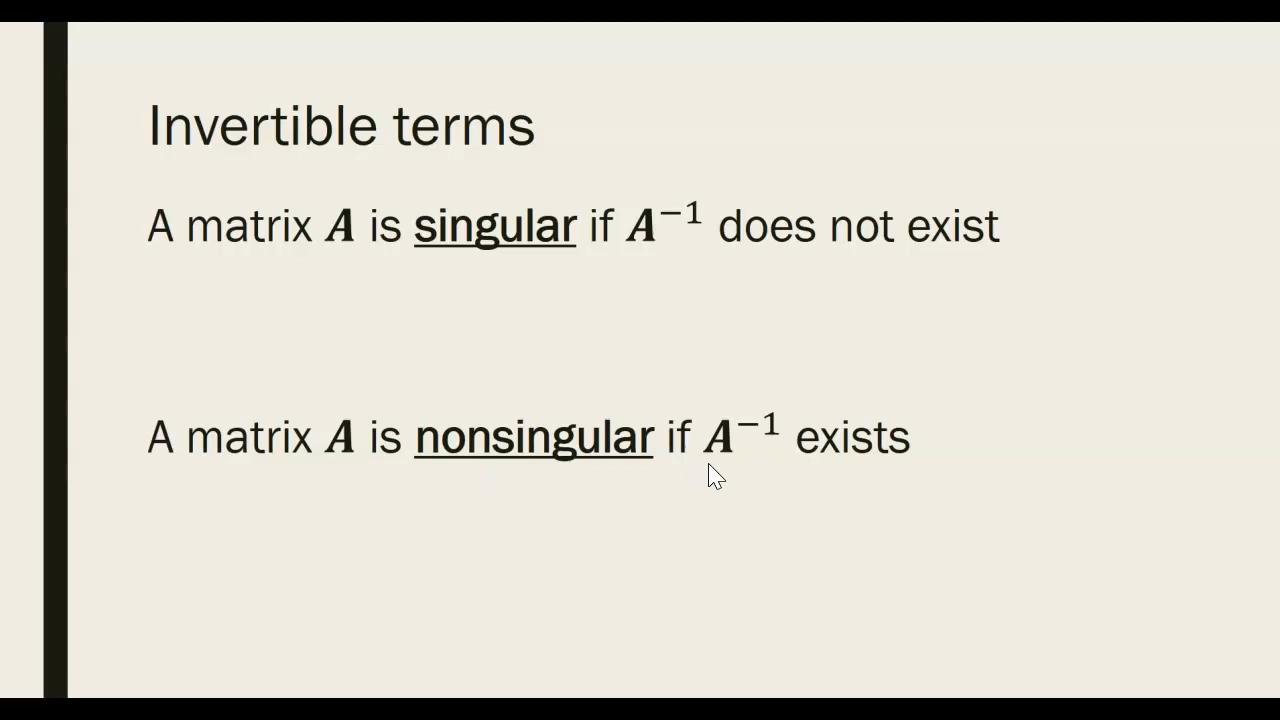 Invertible terms
A matrix A is singular if A⁻¹ does not exist
A matrix A is nonsingular if A⁻¹ exists